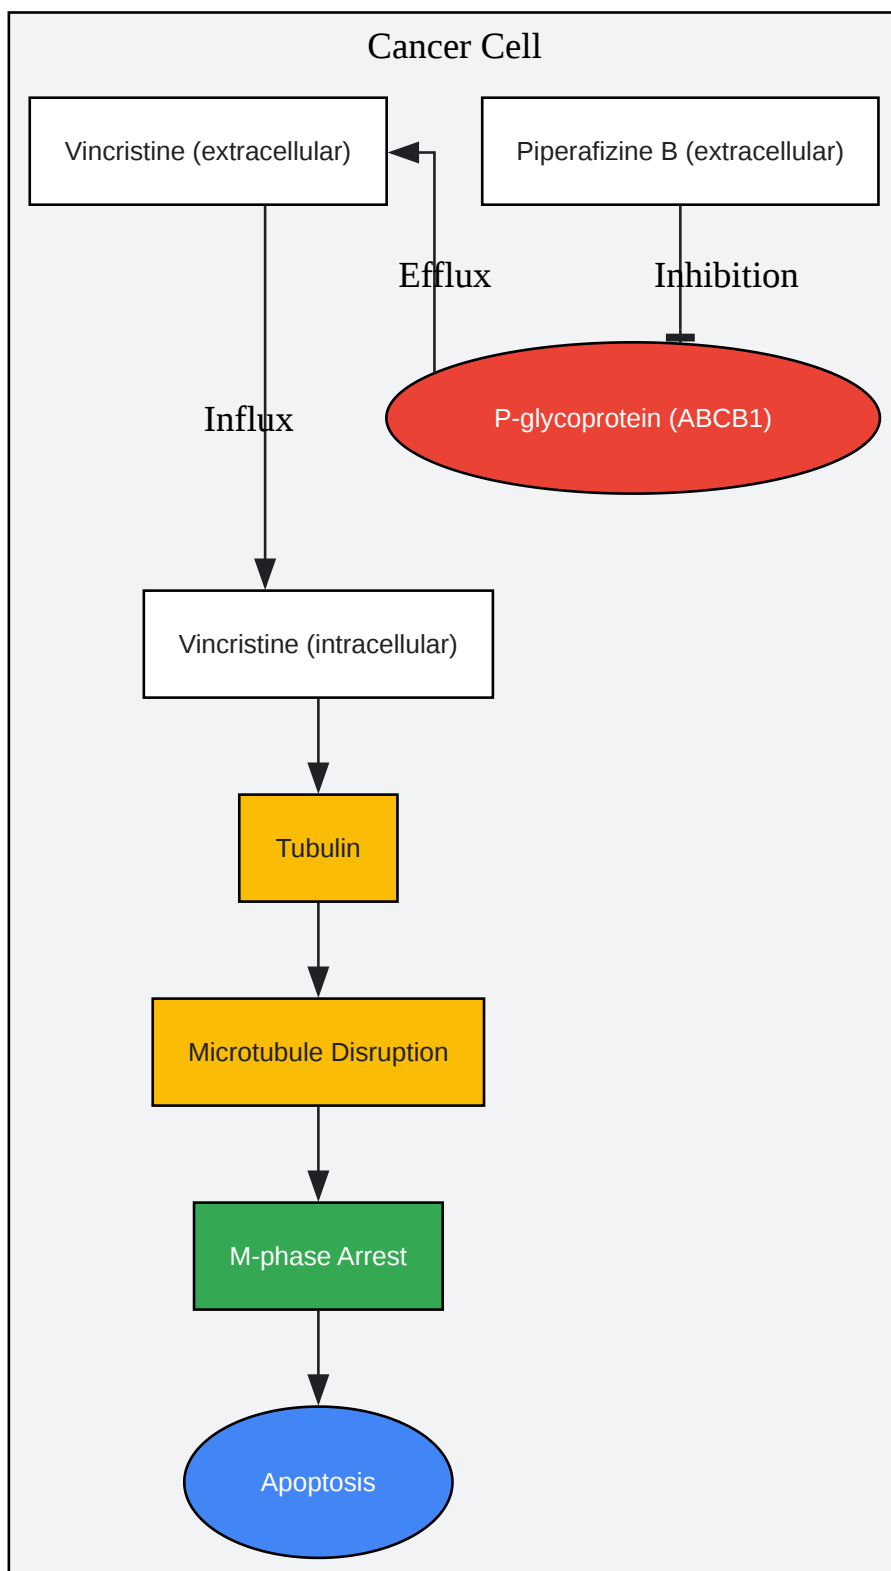 Cancer Cell
Vincristine (extracellular)
Piperafizine B (extracellular)
Efflux
Inhibition
Influx
P-glycoprotein (ABCB1)
Vincristine (intracellular)
Tubulin
Microtubule Disruption
M-phase Arrest
Apoptosis